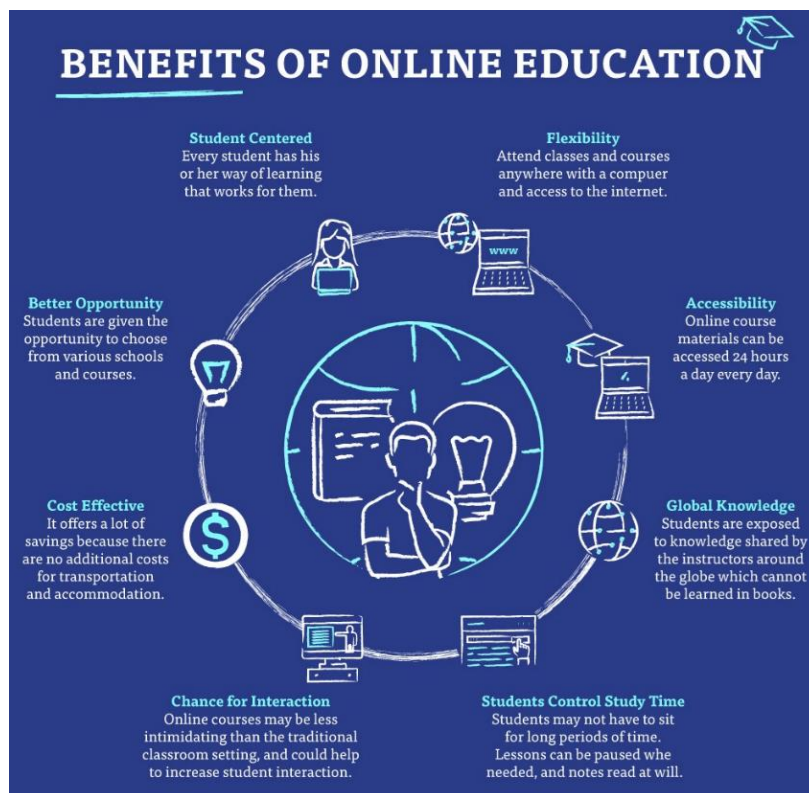 BENEFITS OF ONLINE EDUCATION
Student Centered
Every student has his
or her way of learning
that works for them.
Flexibility
Attend classes and courses
anywhere with a compuer
and access to the internet.
www
Better Opportunity
Students are given the
opportunity to choose
from various schools
and courses.
Accessibility
Online course
materials can be
accessed 24 hours
a day every day.
Cost Effective
It offers a lot of
savings because there
are no additional costs
for transportation
and accommodation.
$
Global Knowledge
Students are exposed
to knowledge shared by
the instructors around
the globe which cannot
be learned in books.
Chance for Interaction
Online courses may be less
intimidating than the traditional
classroom setting, and could help
to increase student interaction.
Students Control Study Time
Students may not have to sit
for long periods of time.
Lessons can be paused whe
needed, and notes read at will.